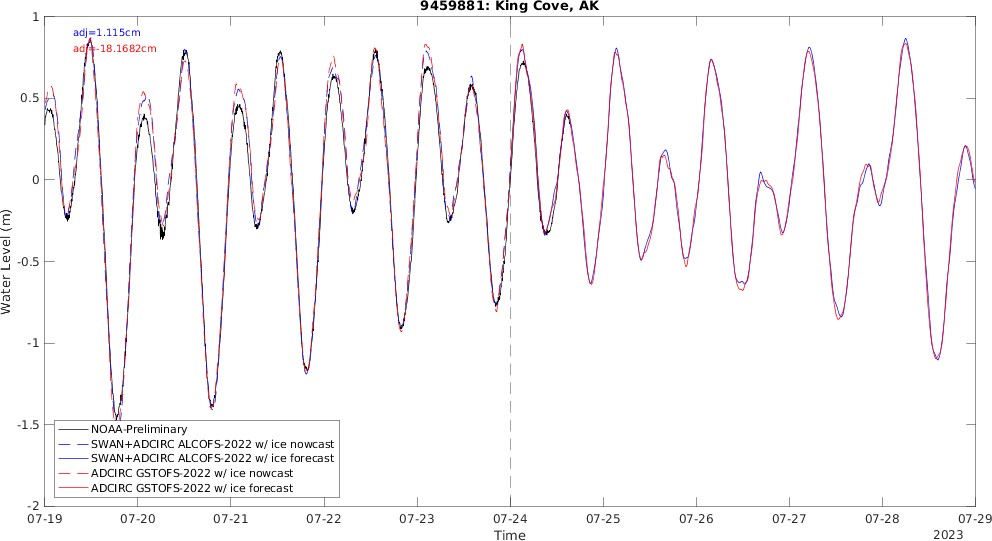 9459881: King Cove, AK
adj=1.115cm
adj=-18.1682cm
1
0.5
0
-0.5
-1
-1.5
-2
Water Level (m)
NOAA-Preliminary
SWAN+ADCIRC ALCOFS-2022 w/ ice nowcast
SWAN+ADCIRC ALCOFS-2022 w/ ice forecast
ADCIRC GSTOFS-2022 w/ ice nowcast
ADCIRC GSTOFS-2022 w/ ice forecast
07-19 07-20 07-21 07-22 07-23 07-24 07-25 07-26 07-27 07-28 07-29
Time
2023